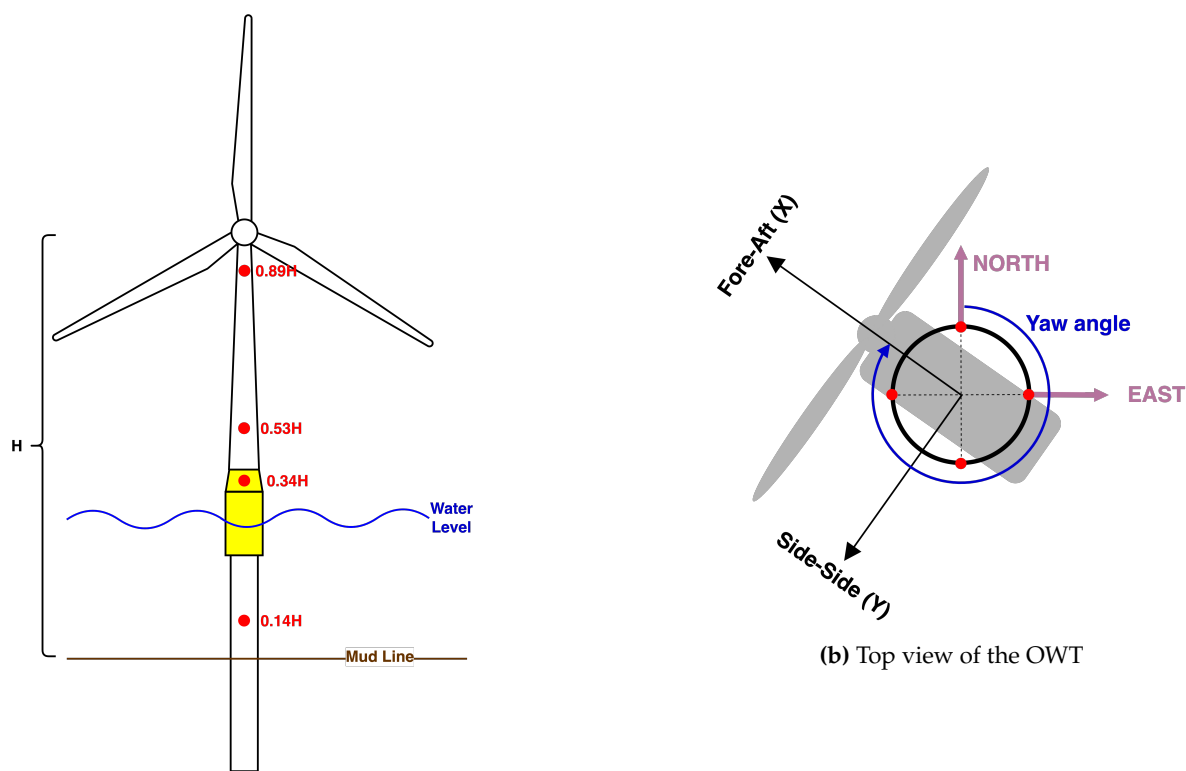 0.89H
H
0.53H
0.34H
Water
Level
0.14H
Mud Line
Fore-Aft (X)
NORTH
Yaw angle
EAST
Side-Side (Y)
(b) Top view of the OWT